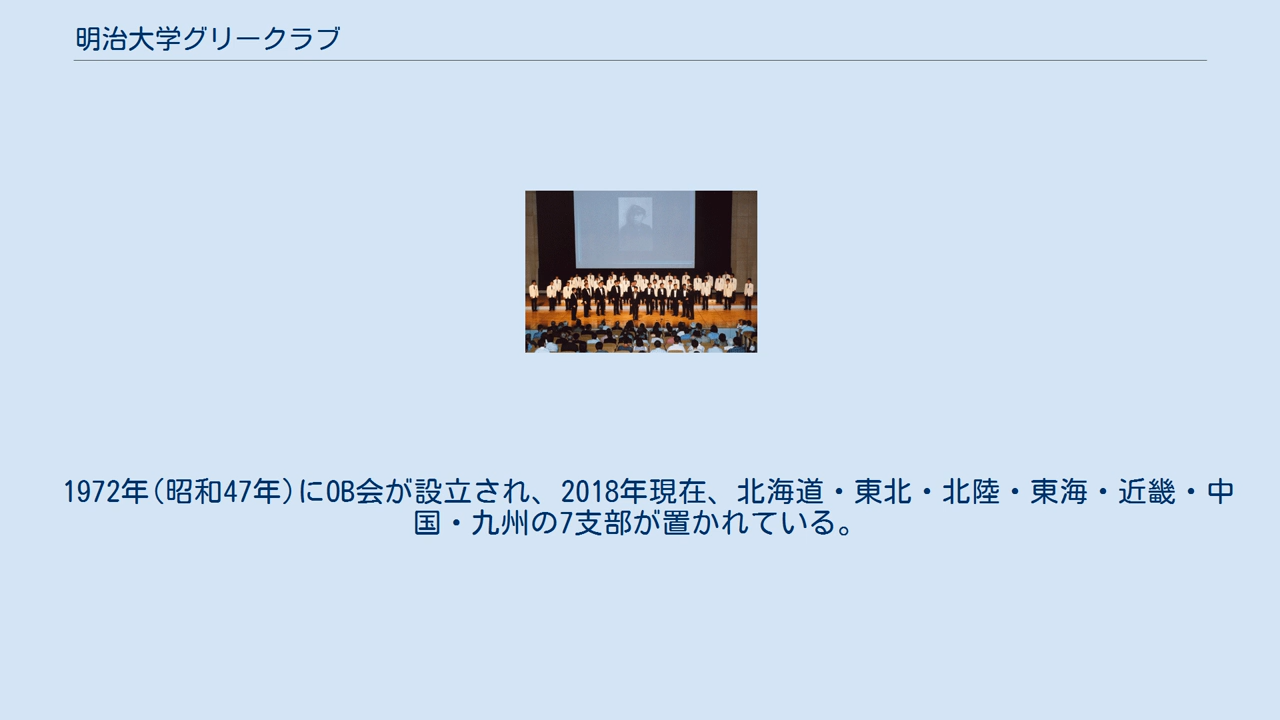 明治大学グリークラブ
1972年(昭和47年)にOB会が設立され、2018年現在、北海道・東北・北陸・東海・近畿・中
国・九州の7支部が置かれている。